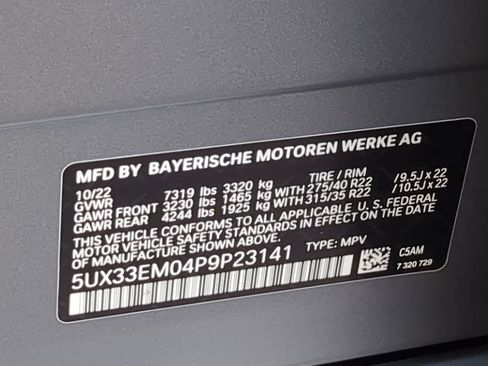 MFD BY BAYERISCHE MOTOREN WERKE AG
10/22 TIRE / RIM
GVWR 7319 lbs 3320 kg
GAWR FRONT 3230 lbs 1465 kg WITH 275/40 R22 / 9.5J x 22
GAWR REAR 4244 lbs 1925 kg WITH 315/35 R22 / 10.5J x 22
THIS VEHICLE CONFORMS TO ALL APPLICABLE U.S. FEDERAL
MOTOR VEHICLE SAFETY STANDARDS IN EFFECT ON THE DATE OF
MANUFACTURE SHOWN ABOVE.
5UX33EM04P9P23141 TYPE: MPV
C5AM
7 320 729